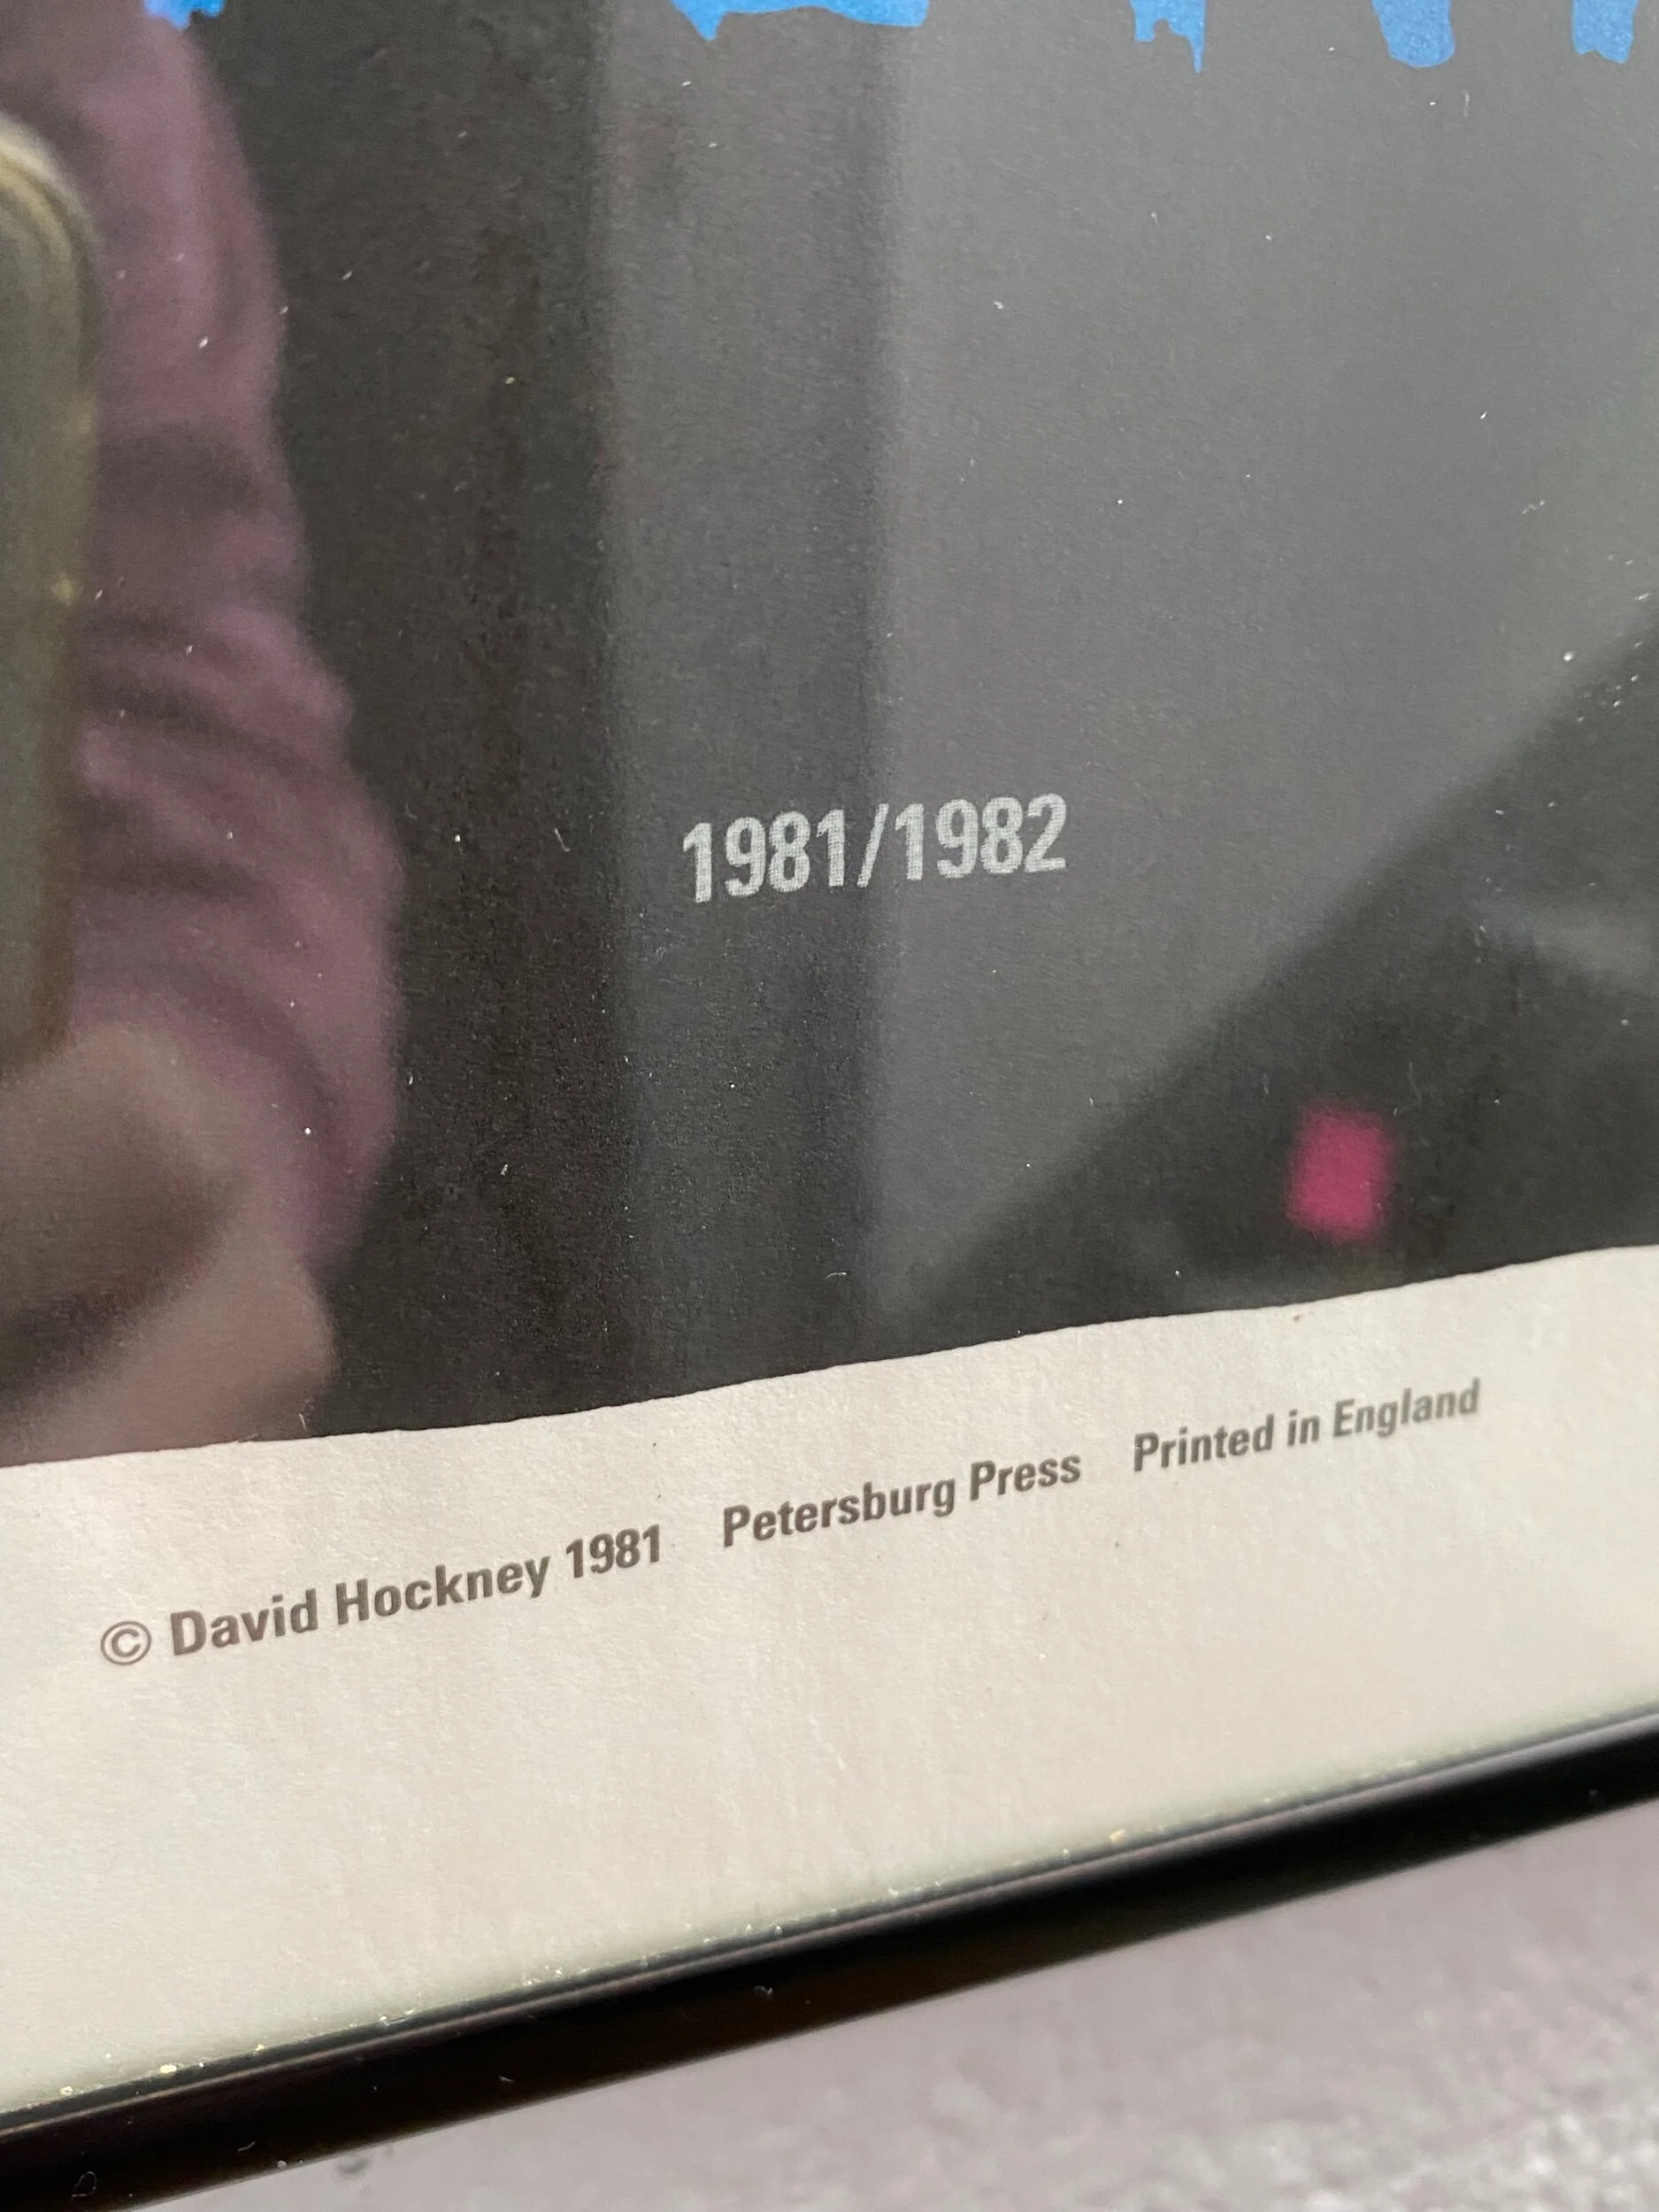 1981/1982
© David Hockney 1981 Petersburg Press Printed in England